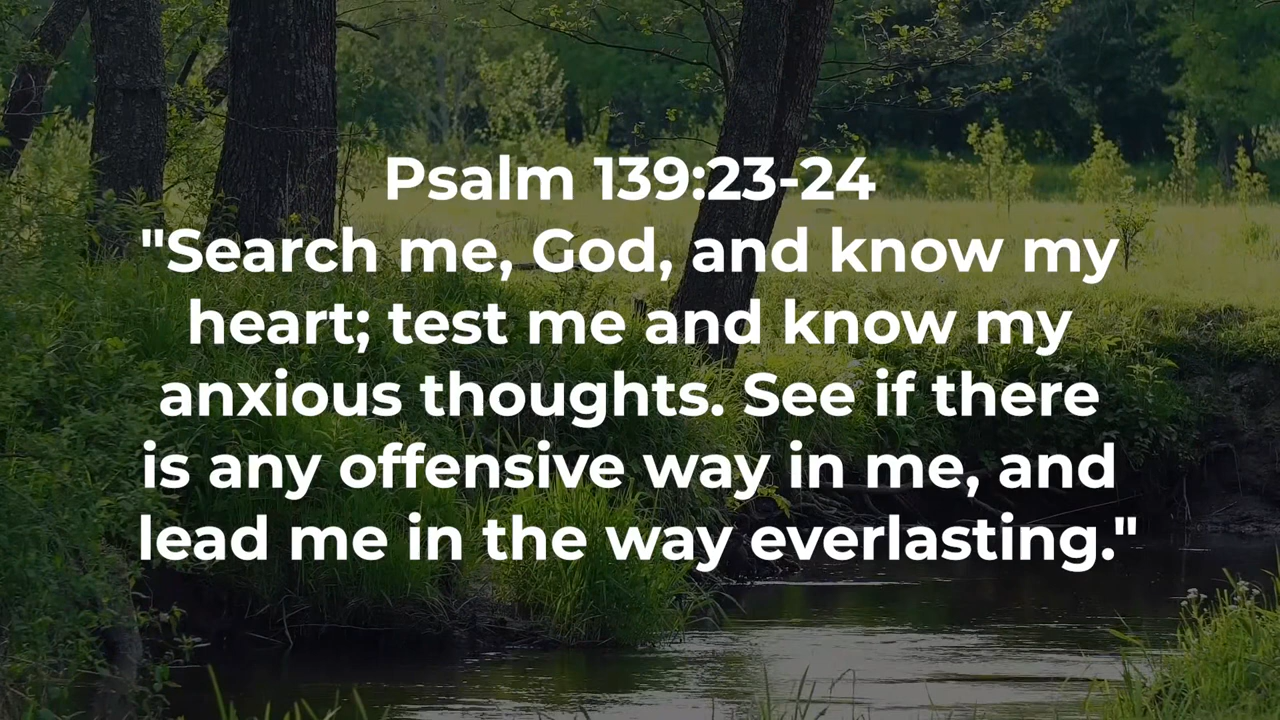 Psalm 139:23-24
"Search me, God, and know my
heart; test me and know my
anxious thoughts. See if there
is any offensive way in me, and
lead me in the way everlasting."